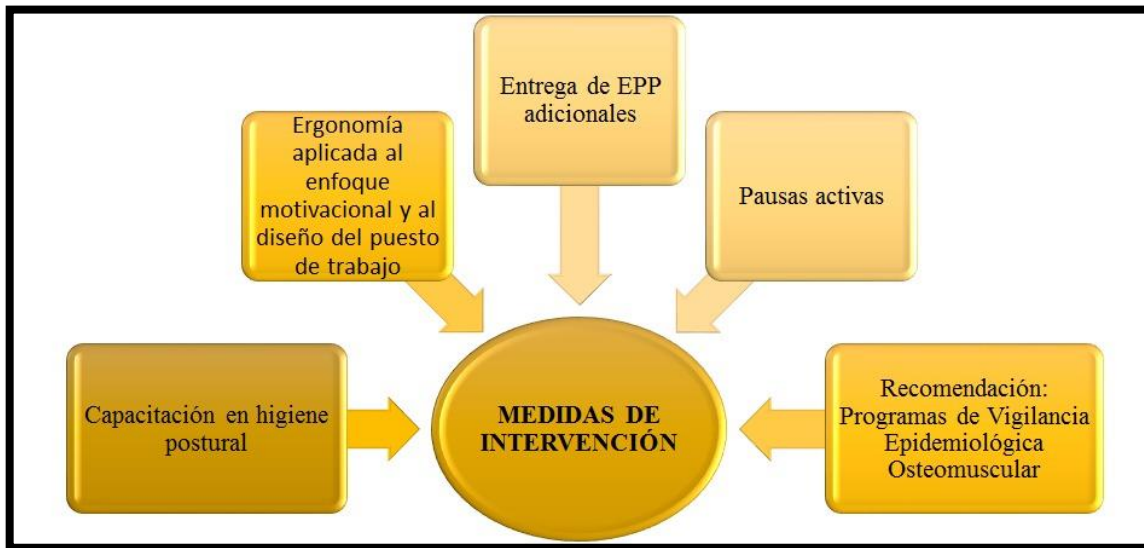 Entrega de EPP
adicionales
Ergonomía
aplicada al
enfoque
motivacional y al
diseño del puesto
de trabajo
Pausas activas
Capacitación en higiene
postural
MEDIDAS DE
INTERVENCIÓN
Recomendación:
Programas de Vigilancia
Epidemiológica
Osteomuscular